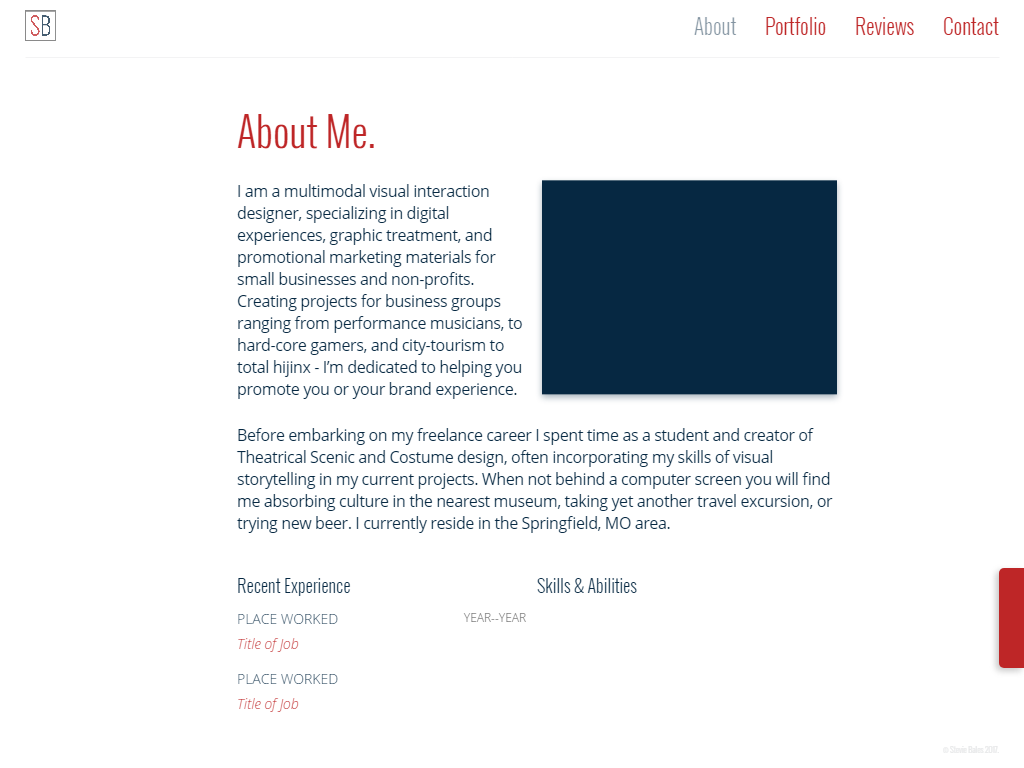 SB
About Portfolio Reviews Contact
About Me.
I am a multimodal visual interaction
designer, specializing in digital
experiences, graphic treatment, and
promotional marketing materials for
small businesses and non-profits.
Creating projects for business groups
ranging from performance musicians, to
hard-core gamers, and city-tourism to
total hijinx - I’m dedicated to helping you
promote you or your brand experience.
Before embarking on my freelance career I spent time as a student and creator of
Theatrical Scenic and Costume design, often incorporating my skills of visual
storytelling in my current projects. When not behind a computer screen you will find
me absorbing culture in the nearest museum, taking yet another travel excursion, or
trying new beer. I currently reside in the Springfield, MO area.
Recent Experience
PLACE WORKED YEAR--YEAR
Title of Job
PLACE WORKED
Title of Job
Skills & Abilities